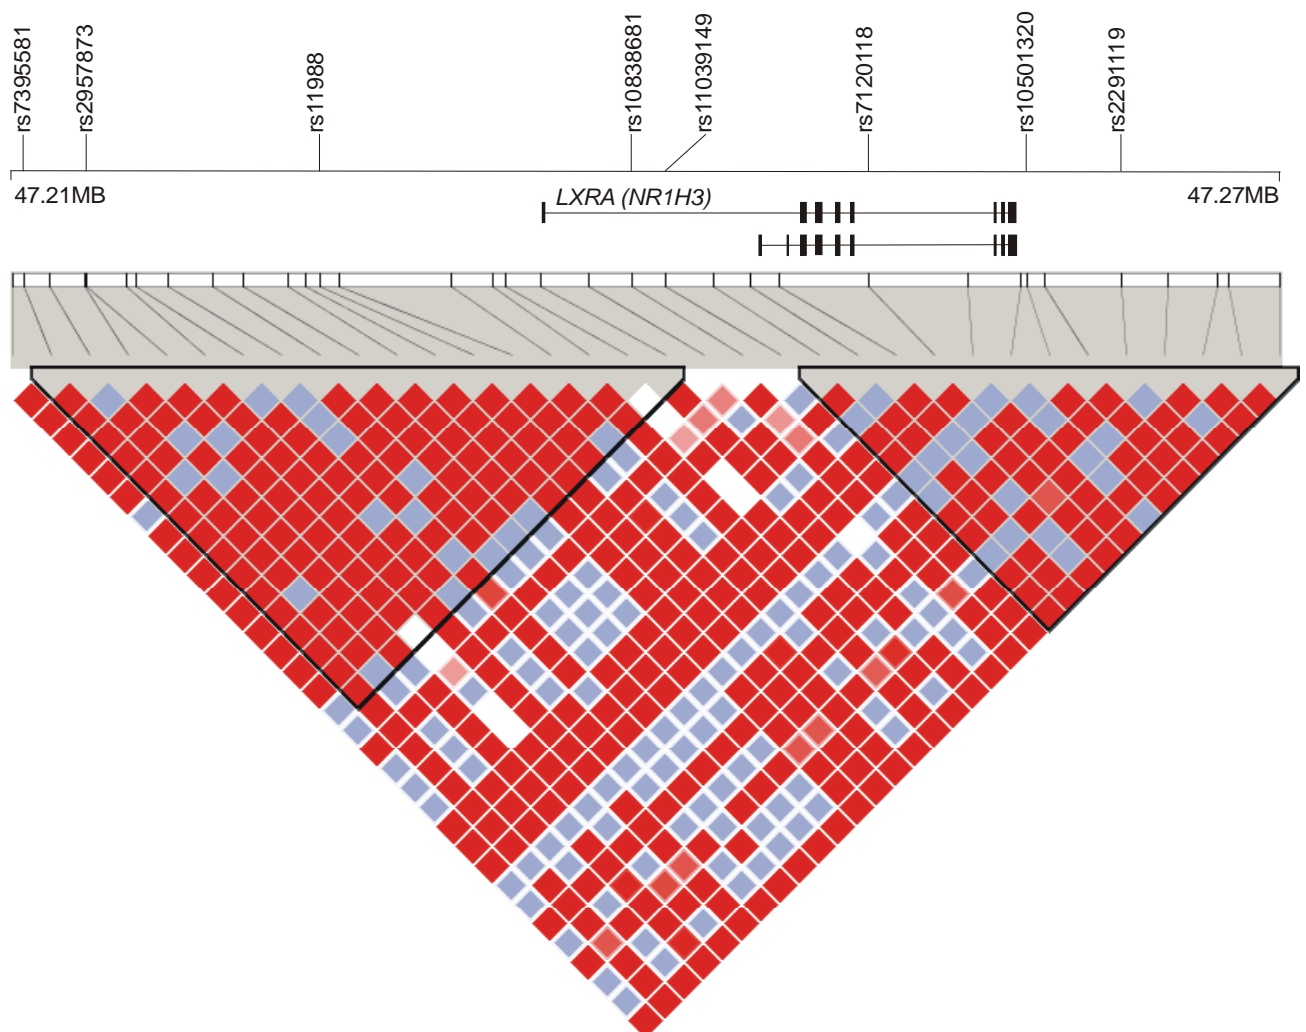 rs7395581
rs2957873
rs11988
rs10838681
rs11039149
rs7120118
rs10501320
rs2291119
47.21MB
LXRA (NR1H3)
47.27MB